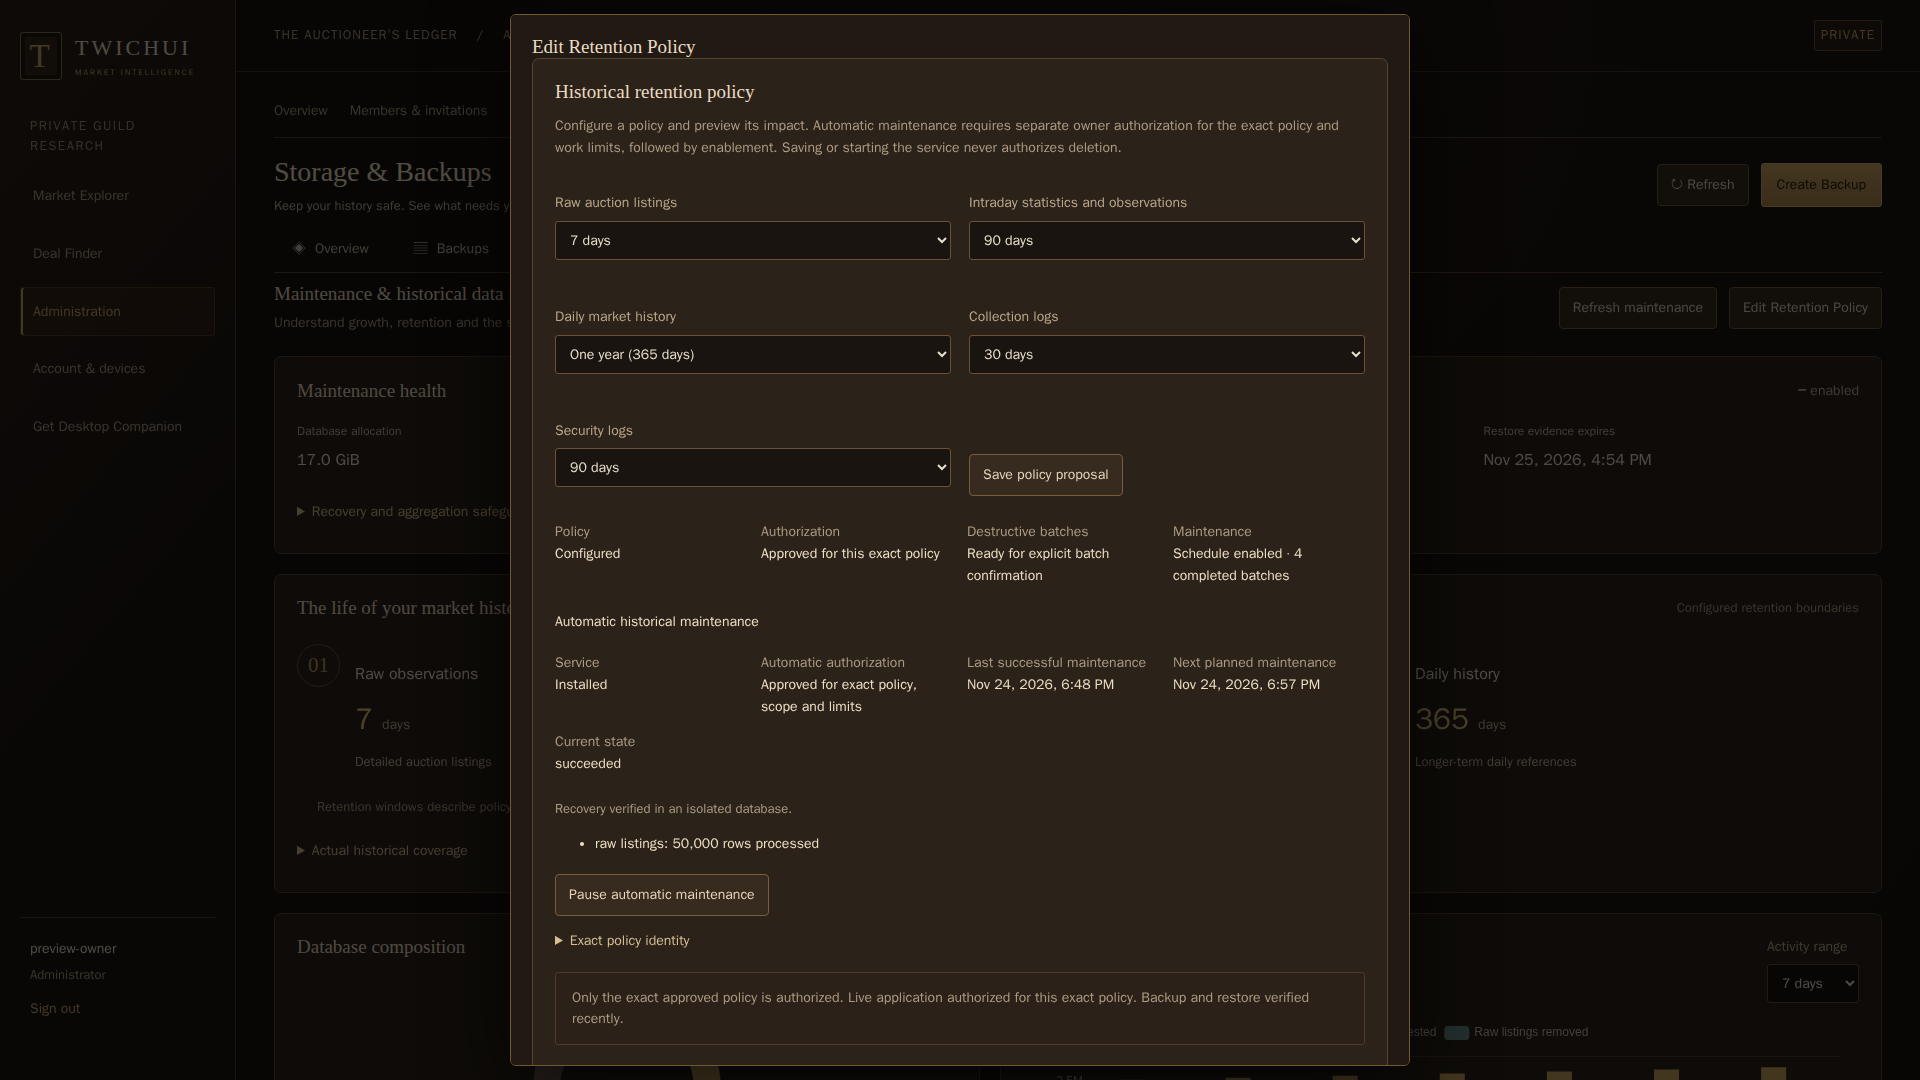 T
TWICHUI
MARKET INTELLIGENCE
PRIVATE GUILD
RESEARCH
Market Explorer
Deal Finder
Administration
Account & devices
Get Desktop Companion
preview-owner
Administrator
Sign out
THE AUCTIONEER'S LEDGER / A
PRIVATE
Overview Members & invitations
Storage & Backups
Keep your history safe. See what needs y
↻ Refresh
Create Backup
Overview Backups
Maintenance & historical data
Understand growth, retention and the s
Refresh maintenance
Edit Retention Policy
Maintenance health
enabled
Database allocation
17.0 GiB
Restore evidence expires
Nov 25, 2026, 4:54 PM
Recovery and aggregation safegu
The life of your market histo
Configured retention boundaries
01
Raw observations
7 days
Detailed auction listings
Daily history
365 days
Longer-term daily references
Retention windows describe policy
Actual historical coverage
Database composition
Activity range
7 days
ested
Raw listings removed
Edit Retention Policy
Historical retention policy
Configure a policy and preview its impact. Automatic maintenance requires separate owner authorization for the exact policy and
work limits, followed by enablement. Saving or starting the service never authorizes deletion.
Raw auction listings
7 days
Intraday statistics and observations
90 days
Daily market history
One year (365 days)
Collection logs
30 days
Security logs
90 days
Save policy proposal
Policy
Configured
Authorization
Approved for this exact policy
Destructive batches
Ready for explicit batch
confirmation
Maintenance
Schedule enabled · 4
completed batches
Automatic historical maintenance
Service
Installed
Automatic authorization
Approved for exact policy,
scope and limits
Last successful maintenance
Nov 24, 2026, 6:48 PM
Next planned maintenance
Nov 24, 2026, 6:57 PM
Current state
succeeded
Recovery verified in an isolated database.
• raw listings: 50,000 rows processed
Pause automatic maintenance
Exact policy identity
Only the exact approved policy is authorized. Live application authorized for this exact policy. Backup and restore verified
recently.